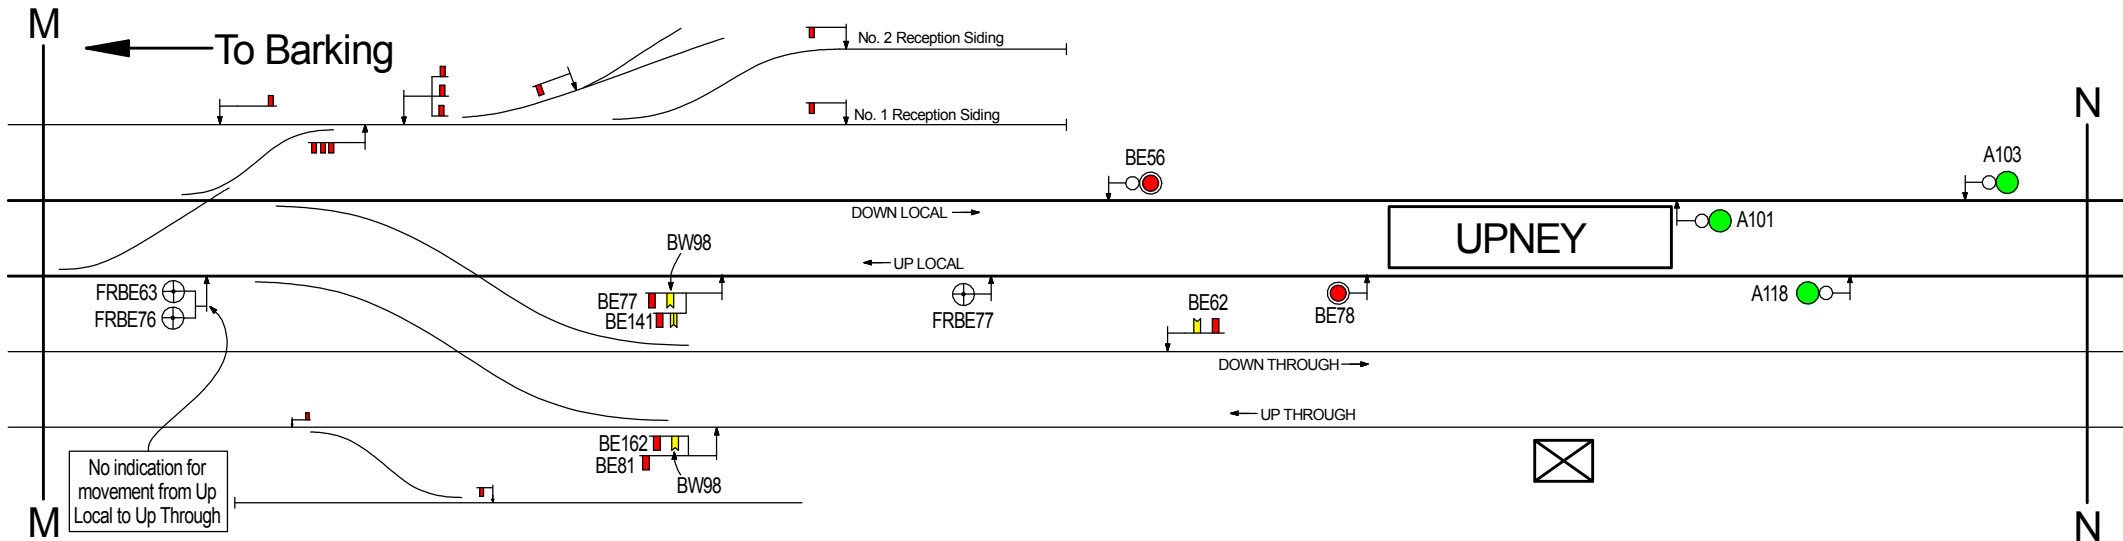 M
To Barking
No. 2 Reception Siding
No. 1 Reception Siding
N
BE56
A103
DOWN LOCAL
UPNEY
A101
BW98
UP LOCAL
FRBE63
FRBE76
BE77
BE141
FRBE77
BE62
BE78
A118
DOWN THROUGH
UP THROUGH
BE162
BE81
BW98
No indication for
movement from Up
Local to Up Through
M
N